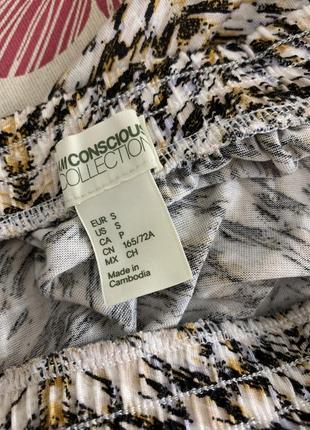 CONSCIOUS
COLLECTION
EUR S
US S
CA P
CN 165/72A
MX CH
Made in
Cambodia